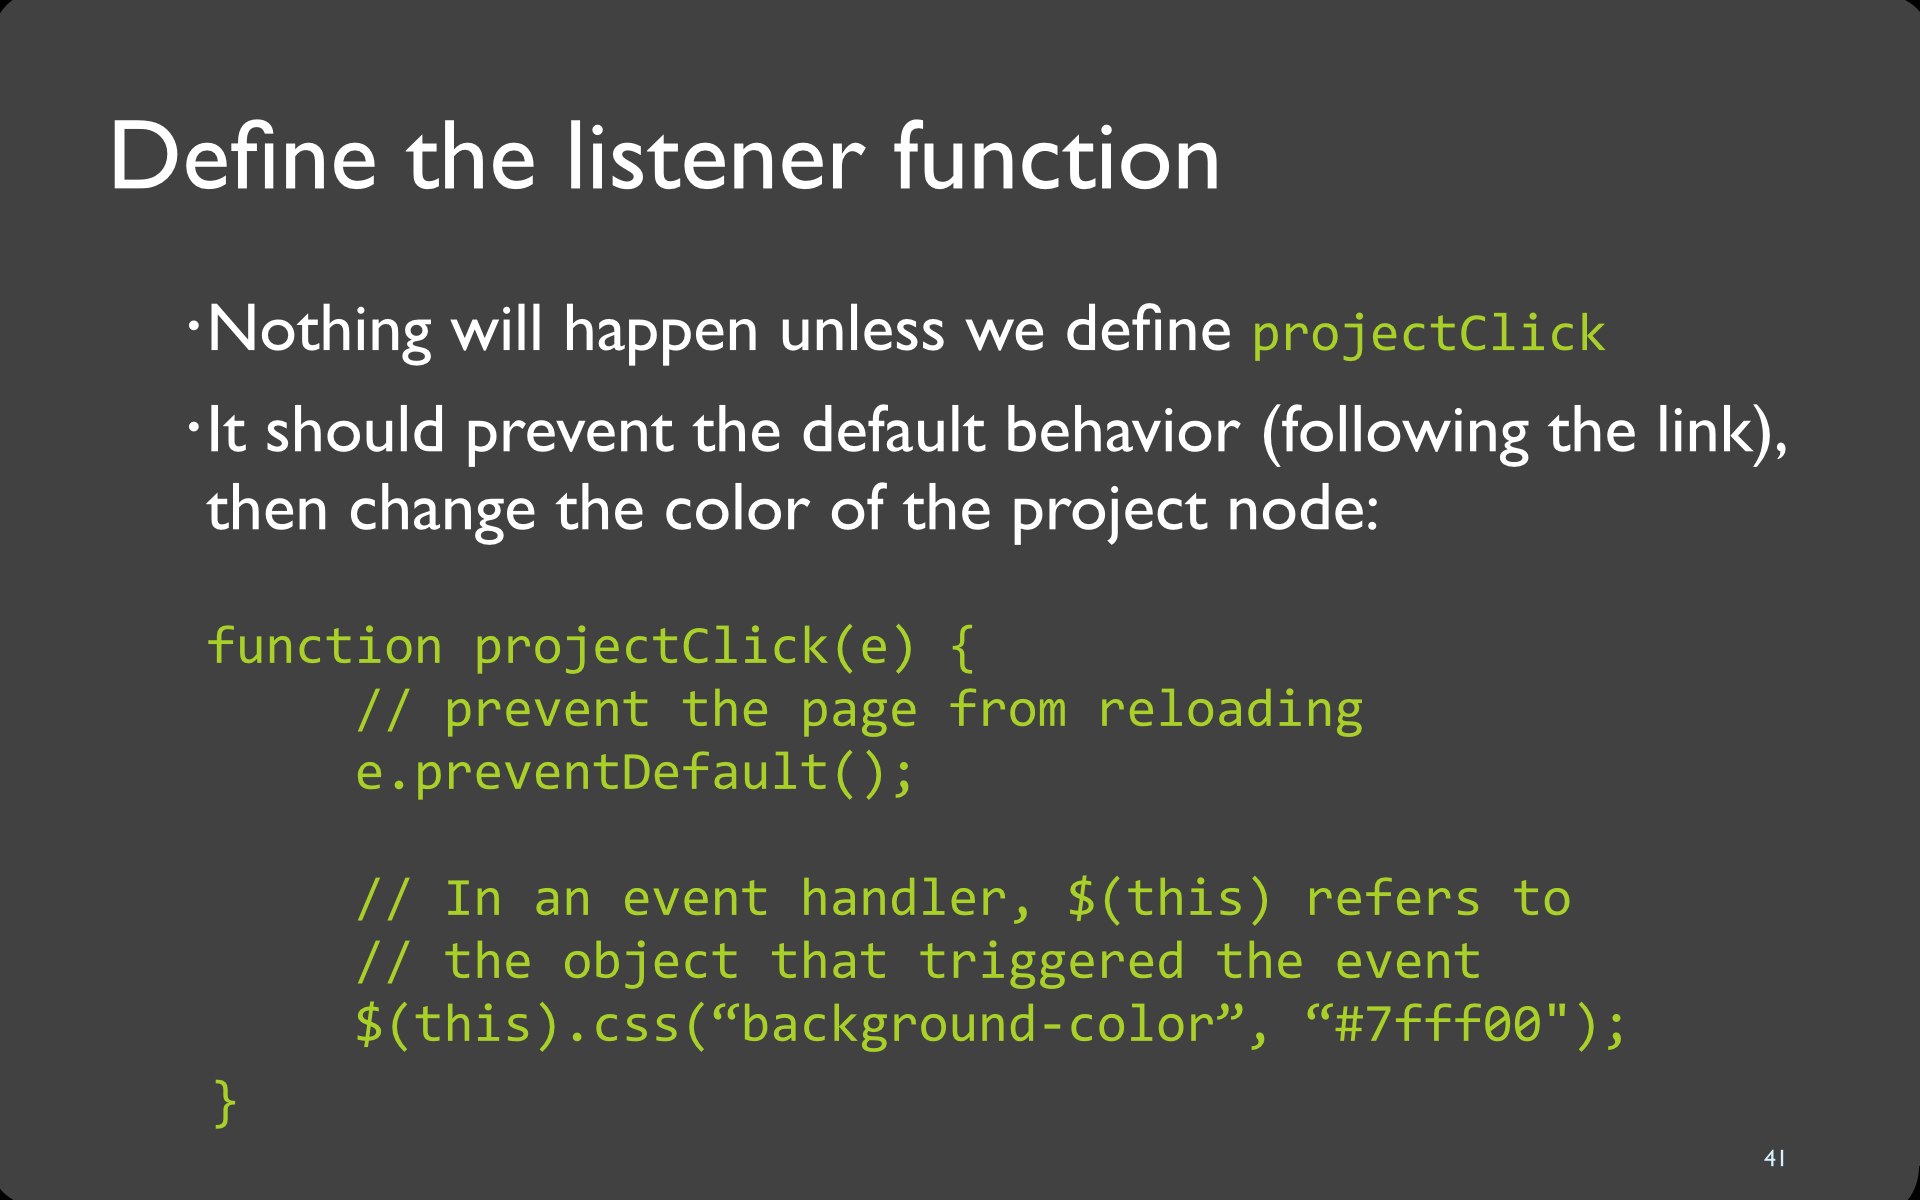 Define the listener function
·Nothing will happen unless we define projectClick
·It should prevent the default behavior (following the link),
then change the color of the project node:
function projectClick(e) {
// prevent the page from reloading
e.preventDefault();
// In an event handler, $(this) refers to
// the object that triggered the event
$(this).css(“background-color”, “#7fff00");
}
41